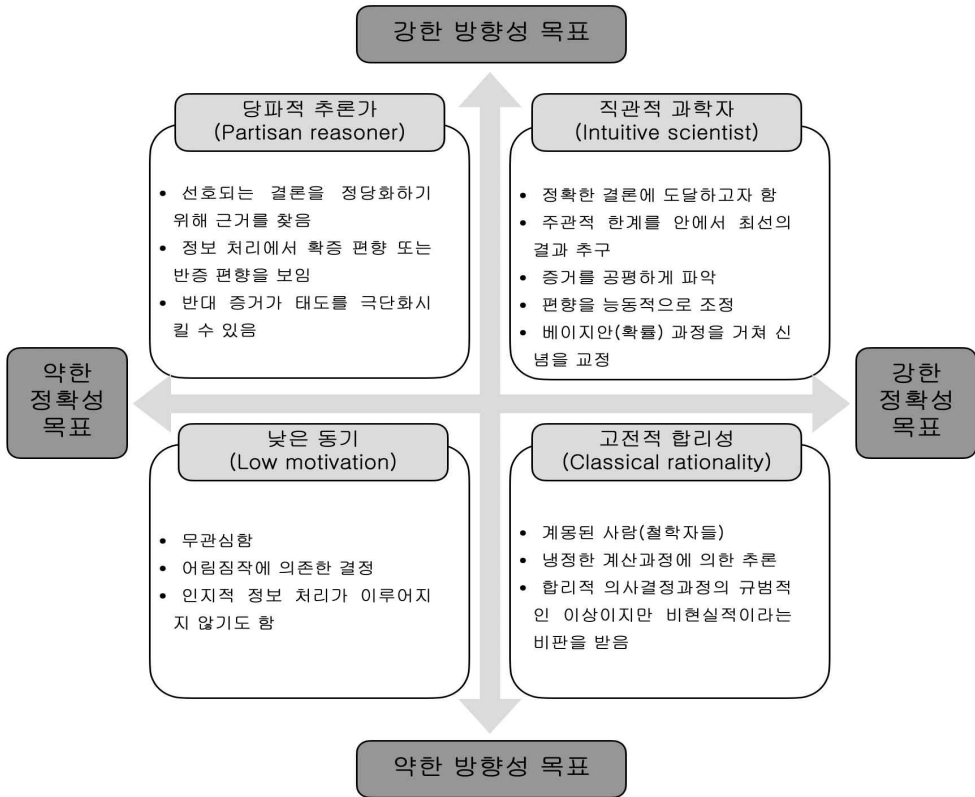 강한 방향성 목표
당파적 추론가
(Partisan reasoner)
• 선호되는 결론을 정당화하기
위해 근거를 찾음
• 정보 처리에서 확증 편향 또는
반증 편향을 보임
• 반대 증거가 태도를 극단화시
킬 수 있음
직관적 과학자
(Intuitive scientist)
• 정확한 결론에 도달하고자 함
• 주관적 한계를 안에서 최선의
결과 추구
• 증거를 공평하게 파악
• 편향을 능동적으로 조정
• 베이지안(확률) 과정을 거쳐 신
념을 교정
약한
정확성
목표
강한
정확성
목표
낮은 동기
(Low motivation)
• 무관심함
• 어림짐작에 의존한 결정
• 인지적 정보 처리가 이루어지
지 않기도 함
고전적 합리성
(Classical rationality)
• 계몽된 사람(철학자들)
• 냉정한 계산과정에 의한 추론
• 합리적 의사결정과정의 규범적
인 이상이지만 비현실적이라는
비판을 받음
약한 방향성 목표